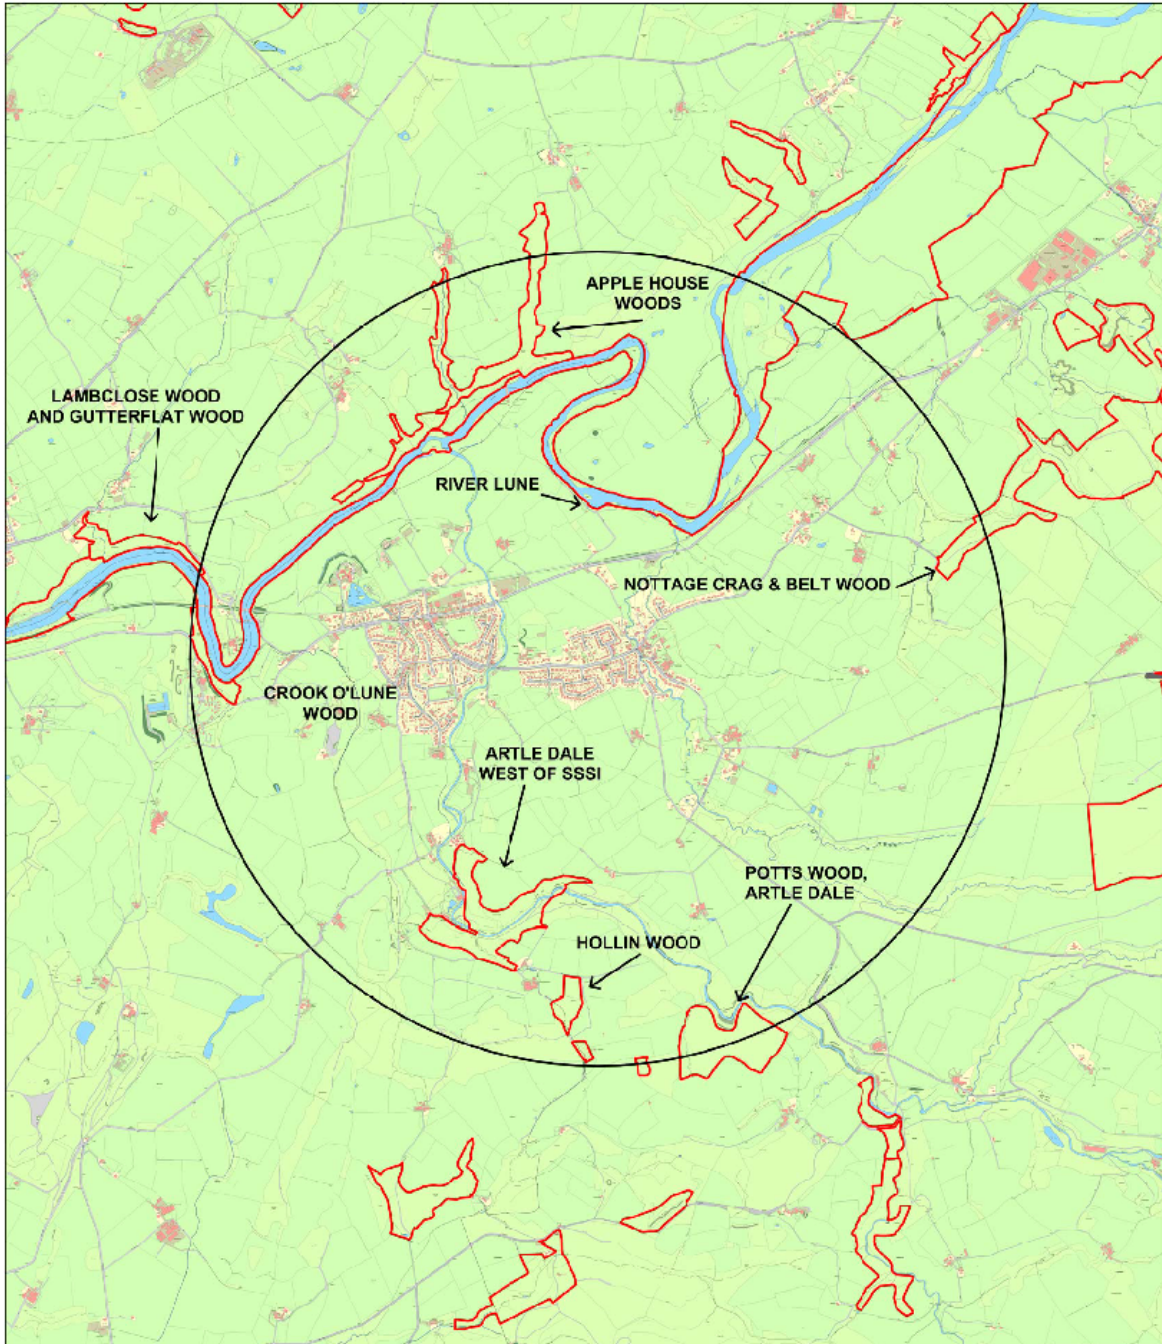 APPLE HOUSE
WOODS
LAMBCLOSE WOOD
AND GUTTERFLAT WOOD
RIVER LUNE
NOTTAGE CRAG & BELT WOOD
CROOK O'LUNE
WOOD
ARTLE DALE
WEST OF SSSI
POTTS WOOD,
ARTLE DALE
HOLLIN WOOD